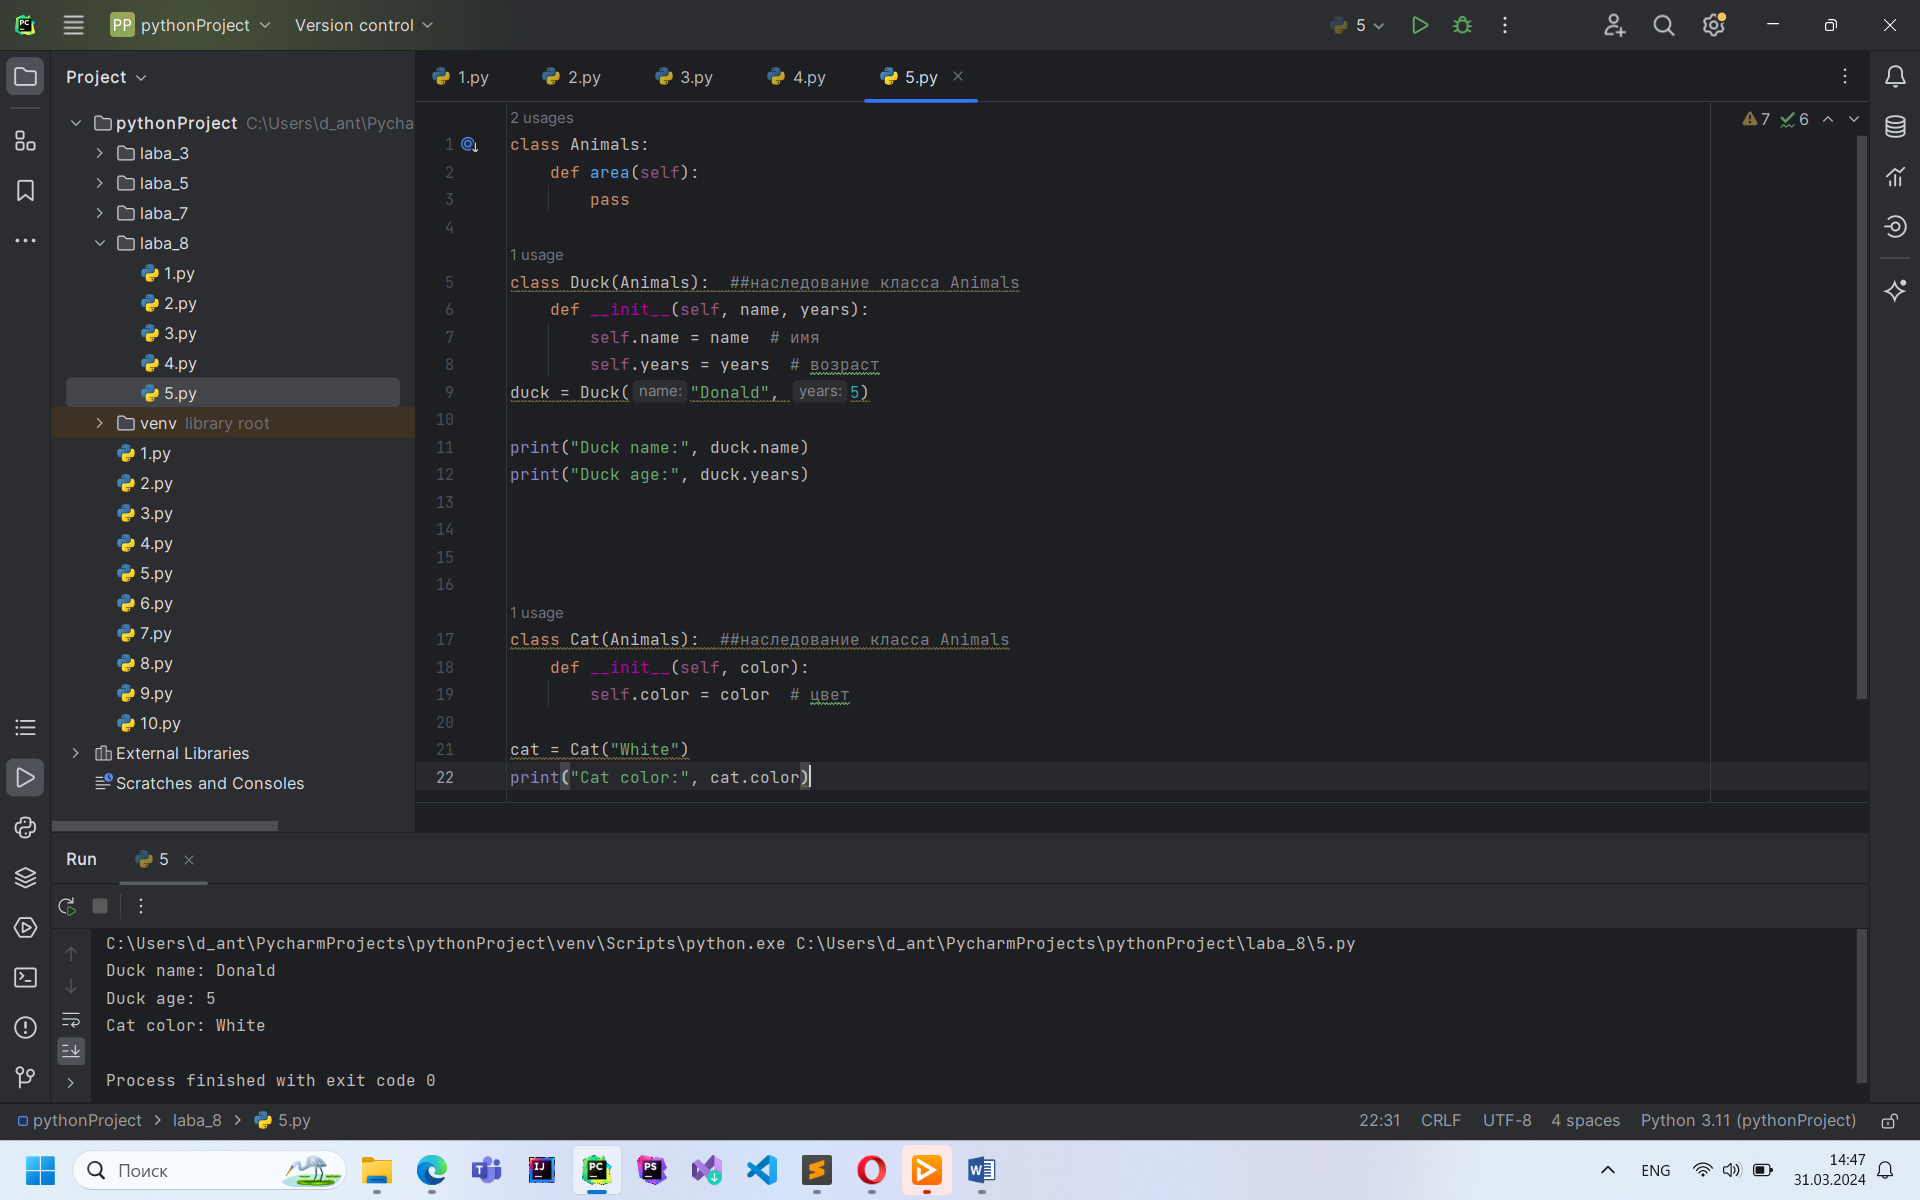 PC PP pythonProject Version control 5
Project 1.py 2.py 3.py 4.py 5.py
pythonProject C:\Users\d_ant\Pycha
laba_3
laba_5
laba_7
laba_8
1.py
2.py
3.py
4.py
5.py
venv library root
1.py
2.py
3.py
4.py
5.py
6.py
7.py
8.py
9.py
10.py
External Libraries
Scratches and Consoles
7 6
2 usages
1 class Animals:
2 def area(self):
3 pass
4
1 usage
5 class Duck(Animals): ##наследование класса Animals
6 def __init__(self, name, years):
7 self.name = name # имя
8 self.years = years # возраст
9 duck = Duck( name: "Donald", years: 5)
10
11 print("Duck name:", duck.name)
12 print("Duck age:", duck.years)
13
14
15
16
1 usage
17 class Cat(Animals): ##наследование класса Animals
18 def __init__(self, color):
19 self.color = color # цвет
20
21 cat = Cat("White")
22 print("Cat color:", cat.color)
Run 5
C:\Users\d_ant\PycharmProjects\pythonProject\venv\Scripts\python.exe C:\Users\d_ant\PycharmProjects\pythonProject\laba_8\5.py
Duck name: Donald
Duck age: 5
Cat color: White
Process finished with exit code 0
pythonProject laba_8 5.py 22:31 CRLF UTF-8 4 spaces Python 3.11 (pythonProject)
Поиск IJ PC PS ENG 14:47
31.03.2024